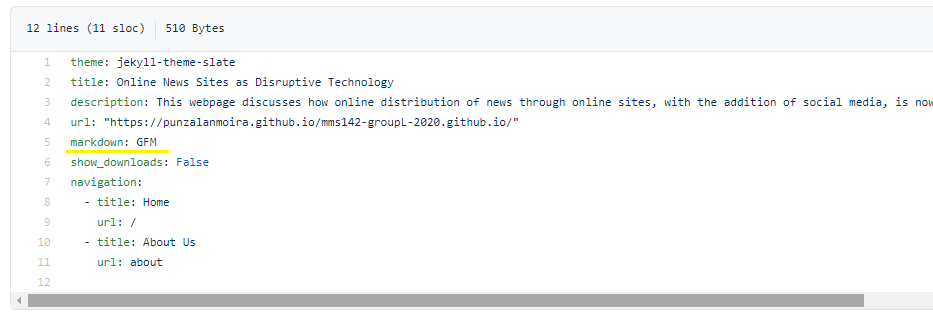 12 lines (11 sloc) 510 Bytes
1 theme: jekyll-theme-slate
2 title: Online News Sites as Disruptive Technology
3 description: This webpage discusses how online distribution of news through online sites, with the addition of social media, is now
4 url: "https://punzalanmoira.github.io/mms142-groupL-2020.github.io/"
5 markdown: GFM
6 show_downloads: False
7 navigation:
8 - title: Home
9 url: /
10 - title: About Us
11 url: about
12